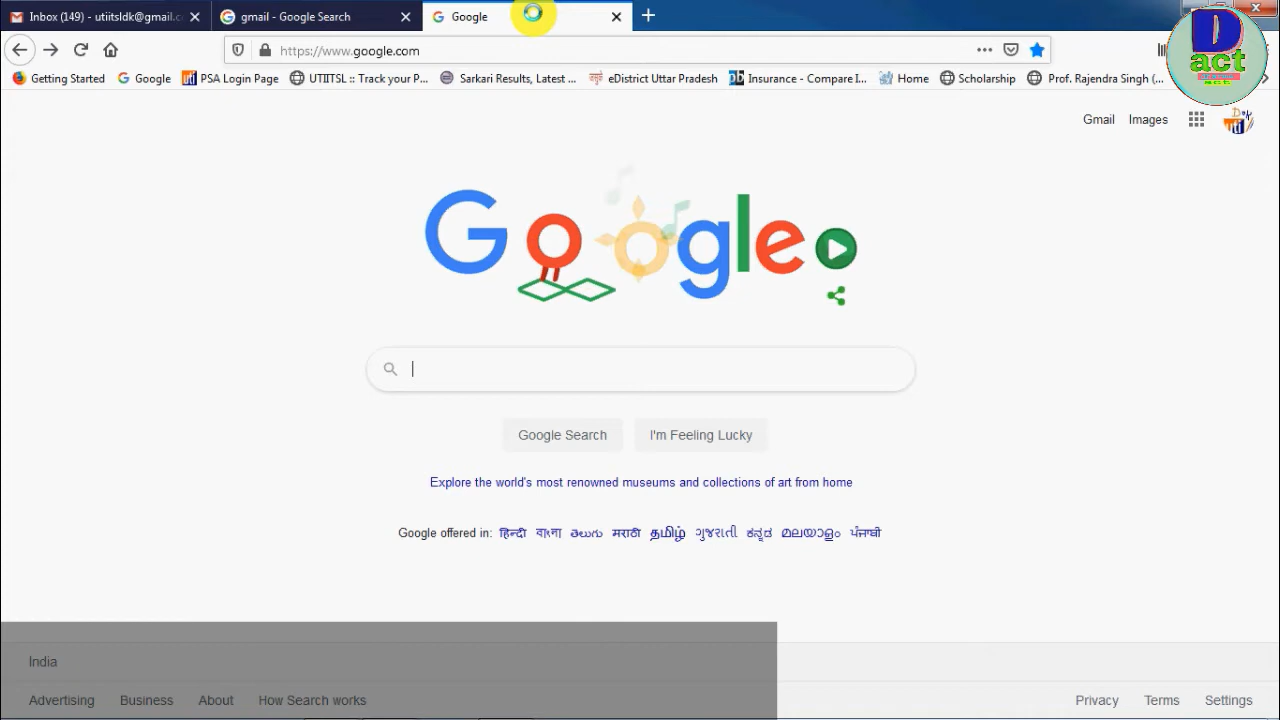 Inbox (149) - utiitsldk@gmail.c
gmail - Google Search
Google
https://www.google.com
Getting Started
Google
PSA Login Page
UTIITSL :: Track your P...
Sarkari Results, Latest ...
eDistrict Uttar Pradesh
Insurance - Compare I...
Home
Scholarship
Prof. Rajendra Singh (...
D
act
Gmail
Images
Google
Google Search
I'm Feeling Lucky
Explore the world's most renowned museums and collections of art from home
Google offered in: हिन्दी বাংলা తెలుగు मराठी தமிழ் ગુજરાતી ಕನ್ನಡ മലയാളം ਪੰਜਾਬੀ
India
Advertising
Business
About
How Search works
Privacy
Terms
Settings